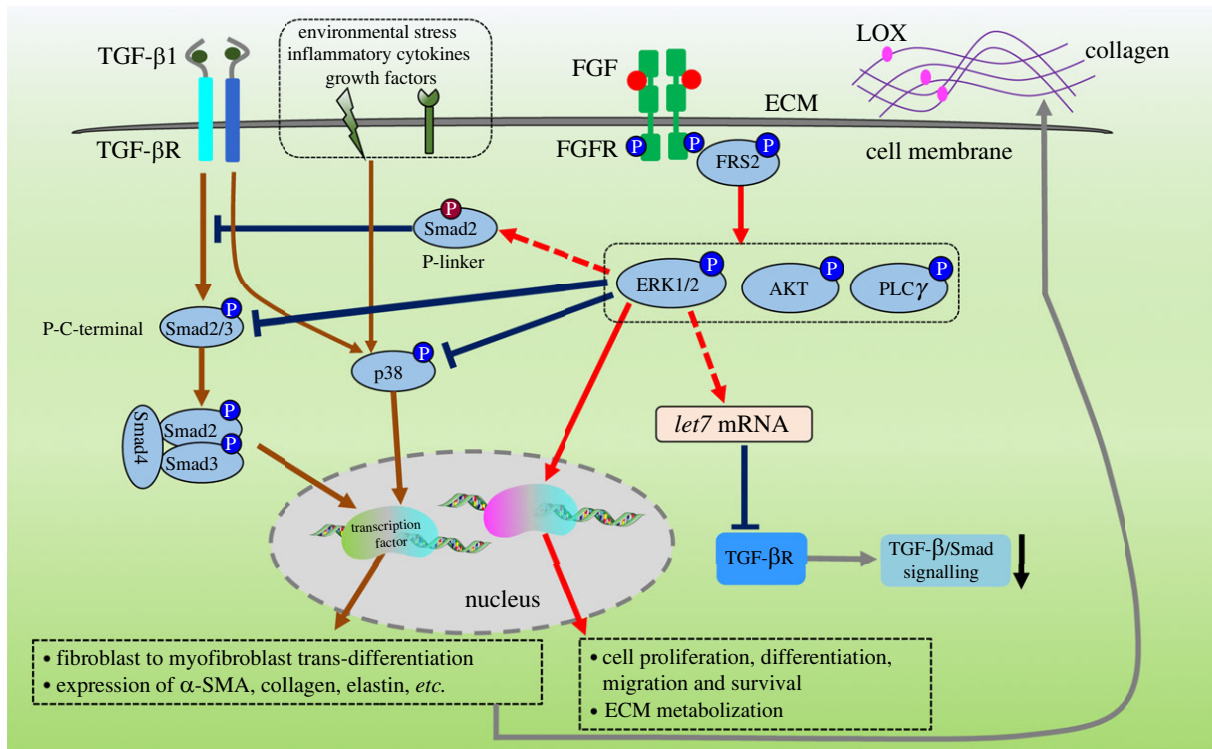 TGF-β1
environmental stress
inflammatory cytokines
growth factors
FGF
LOX
collagen
ECM
TGF-βR
FGFR
P
P
FRS2
P
cell membrane
P
Smad2
P-linker
ERK1/2
P
AKT
P
PLCγ
P
P-C-terminal
Smad2/3
P
p38
P
Smad4
Smad2
P
Smad3
P
let7 mRNA
transcription
factor
TGF-βR
TGF-β/Smad
signalling
nucleus
• fibroblast to myofibroblast trans-differentiation
• expression of α-SMA, collagen, elastin, etc.
• cell proliferation, differentiation,
migration and survival
• ECM metabolization